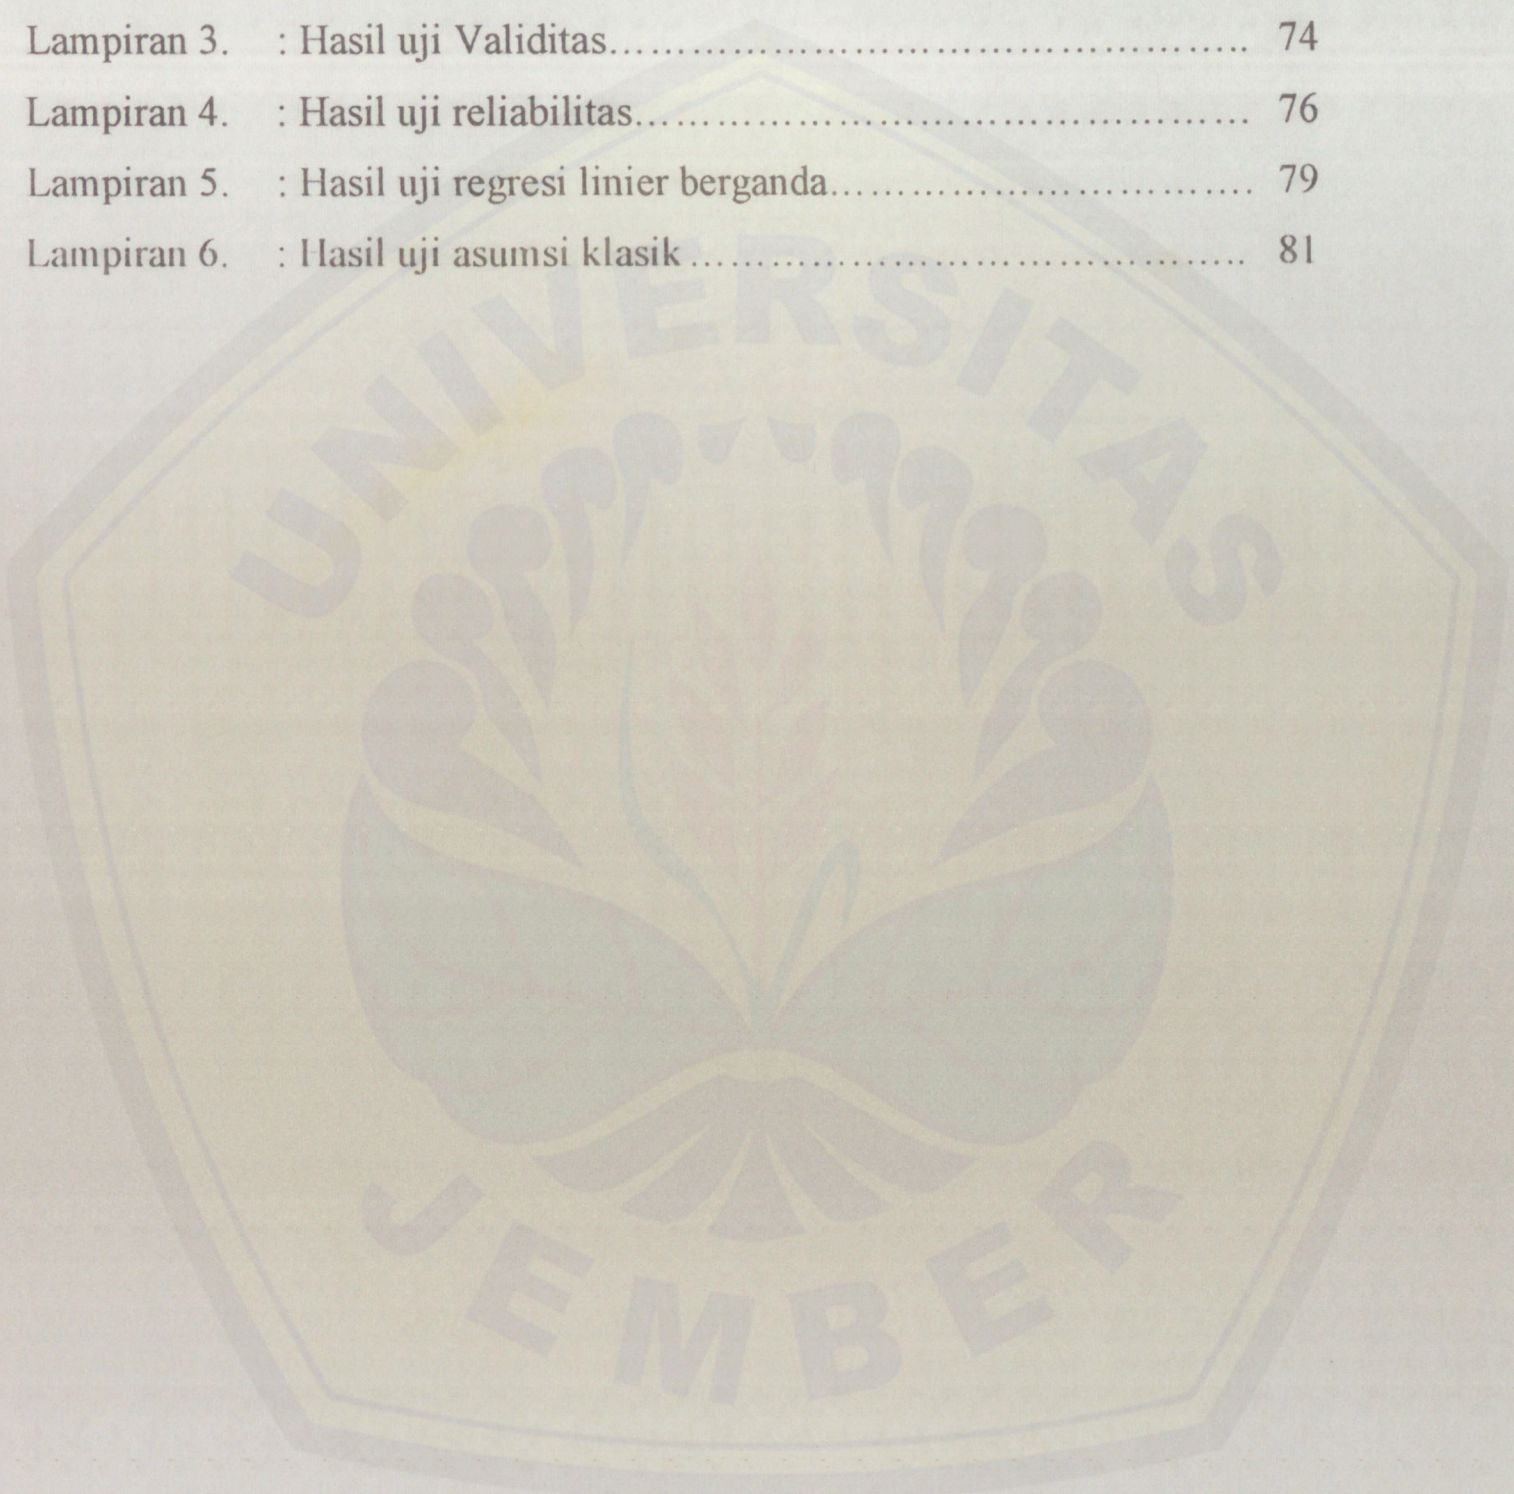 Lampiran 3. : Hasil uji Validitas........................................... 74
Lampiran 4. : Hasil uji reliabilitas........................................... 76
Lampiran 5. : Hasil uji regresi linier berganda.............................. 79
Lampiran 6. : Hasil uji asumsi klasik........................................ 81
UNIVERSITAS
JEMBER